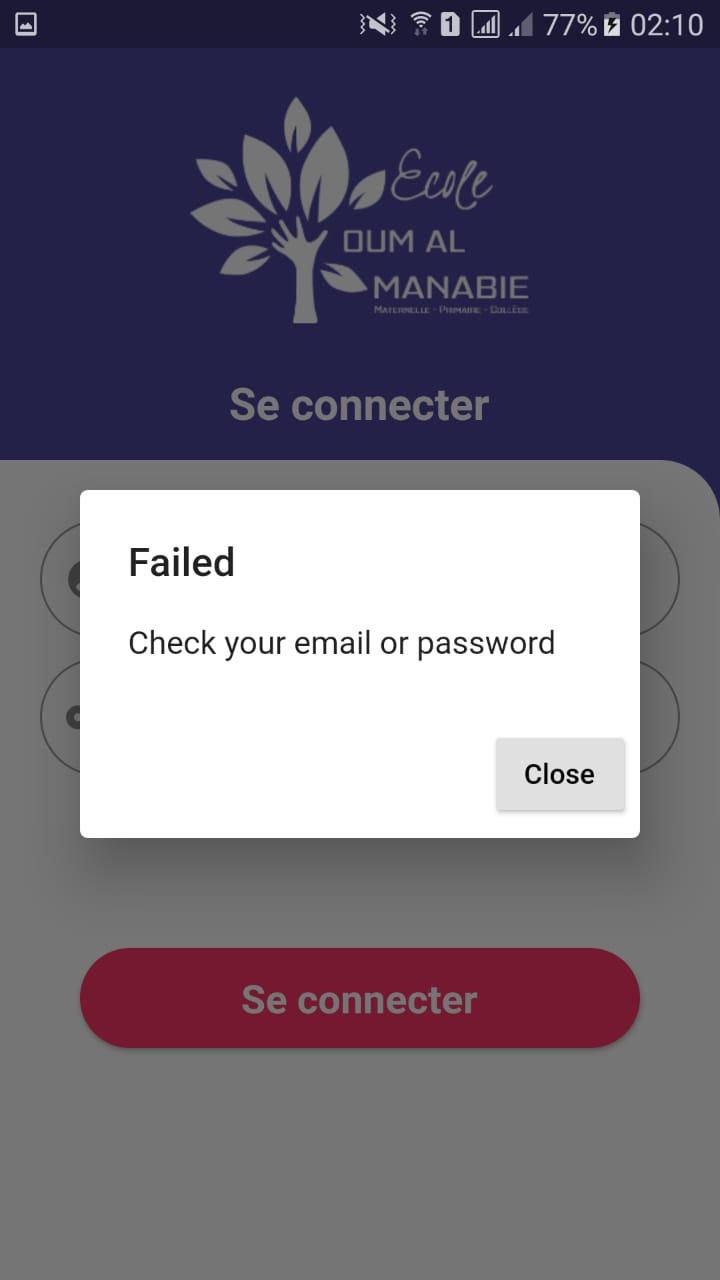 1 77% 02:10
Ecole
OUM AL
MANABIE
Maternelle - Primaire - Collège
Se connecter
Failed
Check your email or password
Close
Se connecter